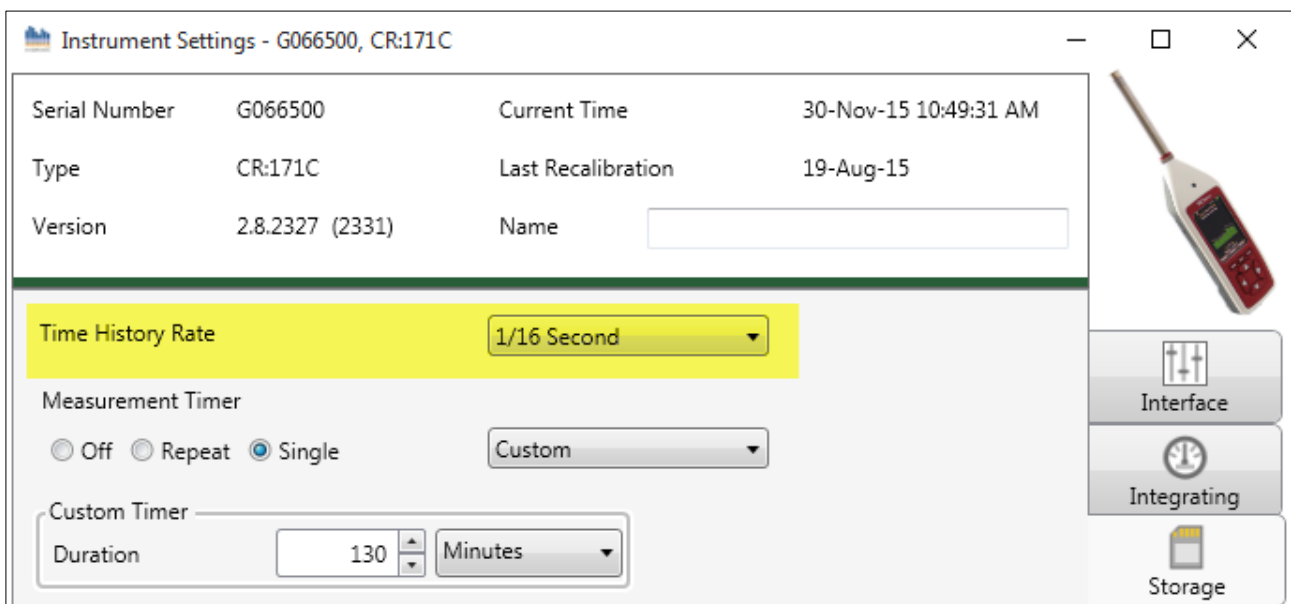 Instrument Settings - G066500, CR:171C
Serial Number G066500 Current Time 30-Nov-15 10:49:31 AM
Type CR:171C Last Recalibration 19-Aug-15
Version 2.8.2327 (2331) Name
Time History Rate 1/16 Second
Measurement Timer
Off Repeat Single Custom
Custom Timer
Duration 130 Minutes
Interface
Integrating
Storage